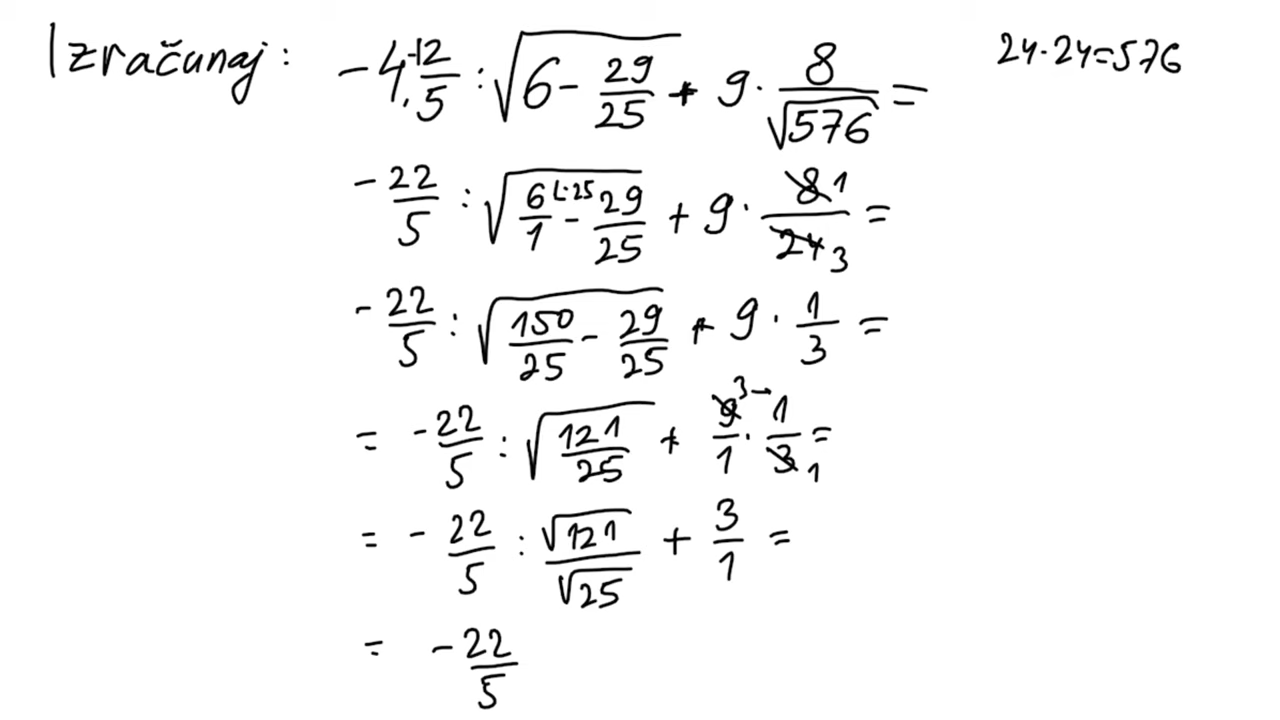 Izračunaj: -4 2/5 : √(6 - 29/25) + 9 · 8/√576 =
24·24=576
-22/5 : √(6/1 - 29/25) + 9 · 8/24 =
-22/5 : √(150/25 - 29/25) + 9 · 1/3 =
= -22/5 : √(121/25) + 9/1 · 1/3 =
= -22/5 : √121/√25 + 3/1 =
= -22/5